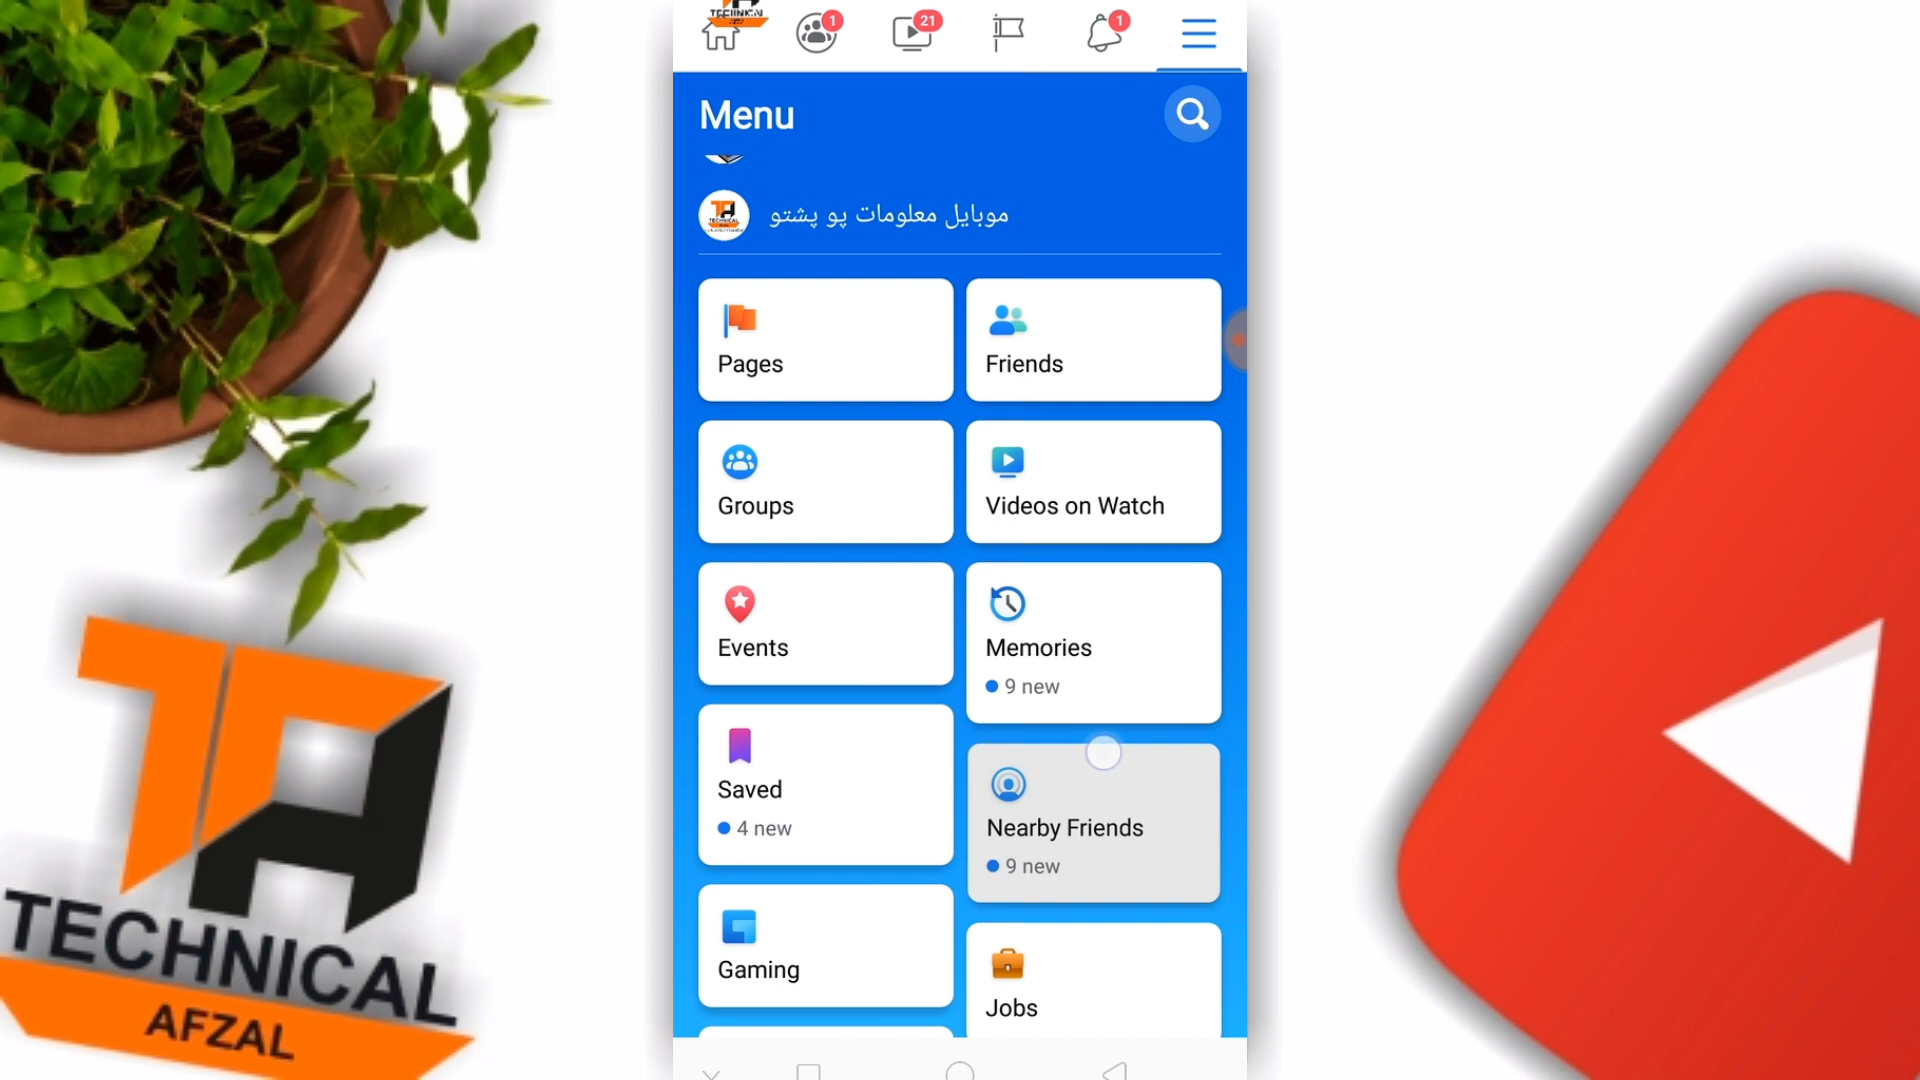 TECHNICAL
1
21
1
Menu
موبایل معلومات پو پشتو
Pages
Friends
Groups
Videos on Watch
Events
Memories
9 new
Saved
4 new
Nearby Friends
9 new
Gaming
Jobs
TECHNICAL
AFZAL